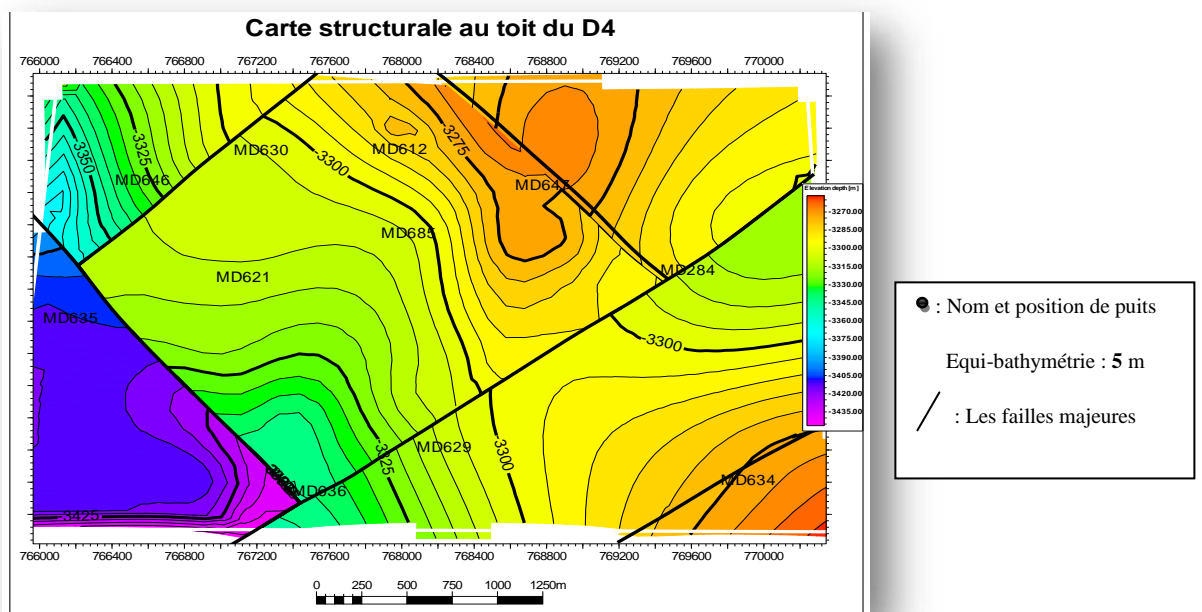 Carte structurale au toit du D4
766000 766400 766800 767200 767600 768000 768400 768800 769200 769600 770000
-3350
-3325
MD646
MD630
-3300
MD612
-3275
MD647
MD685
MD621
MD284
MD635
-3300
-3325
MD629
-3300
MD636
MD634
-3425
Elevation depth [m]
-3270.00
-3285.00
-3300.00
-3315.00
-3330.00
-3345.00
-3360.00
-3375.00
-3390.00
-3405.00
-3420.00
-3435.00
766000 766400 766800 767200 767600 768000 768400 768800 769200 769600 770000
0 250 500 750 1000 1250m
: Nom et position de puits
Equi-bathymétrie : 5 m
: Les failles majeures